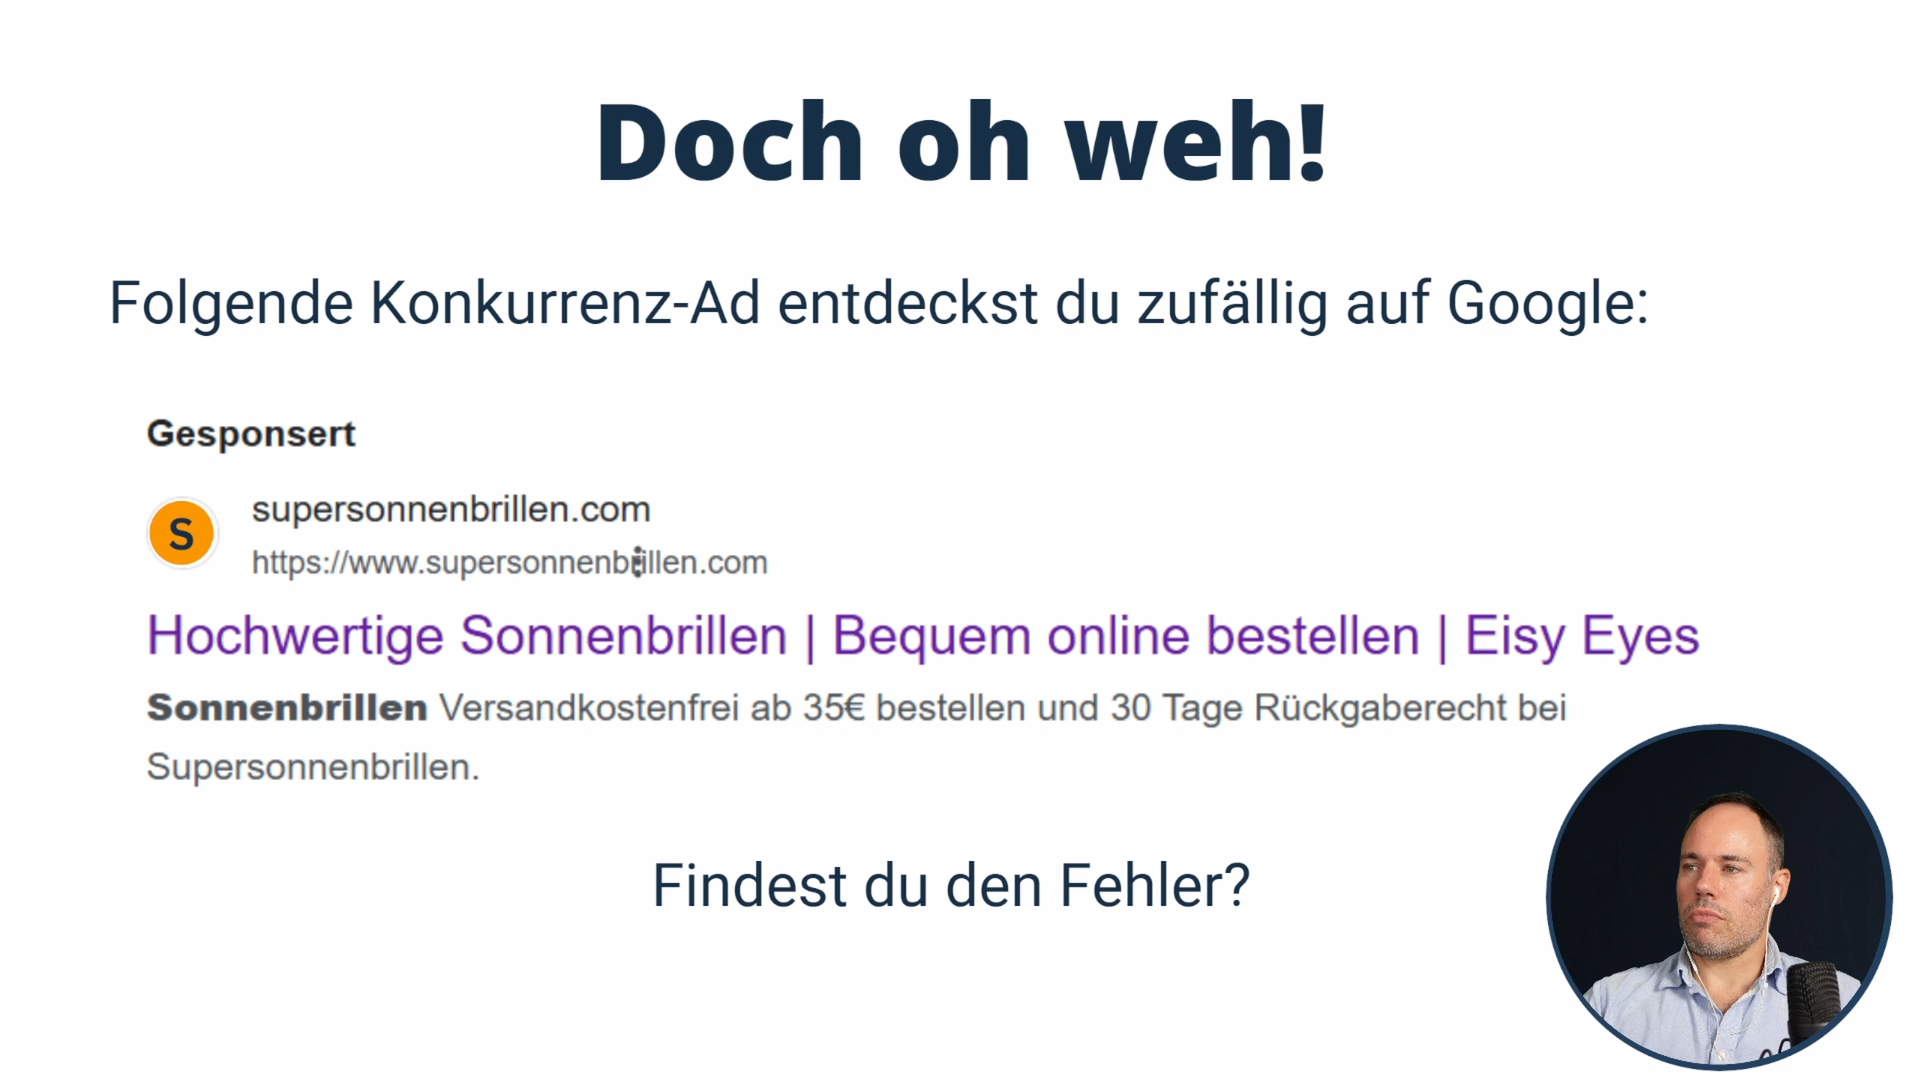 Doch oh weh!
Folgende Konkurrenz-Ad entdeckst du zufällig auf Google:
Gesponsert
S
supersonnenbrillen.com
https://www.supersonnenbrillen.com
Hochwertige Sonnenbrillen | Bequem online bestellen | Eisy Eyes
Sonnenbrillen Versandkostenfrei ab 35€ bestellen und 30 Tage Rückgaberecht bei
Supersonnenbrillen.
Findest du den Fehler?